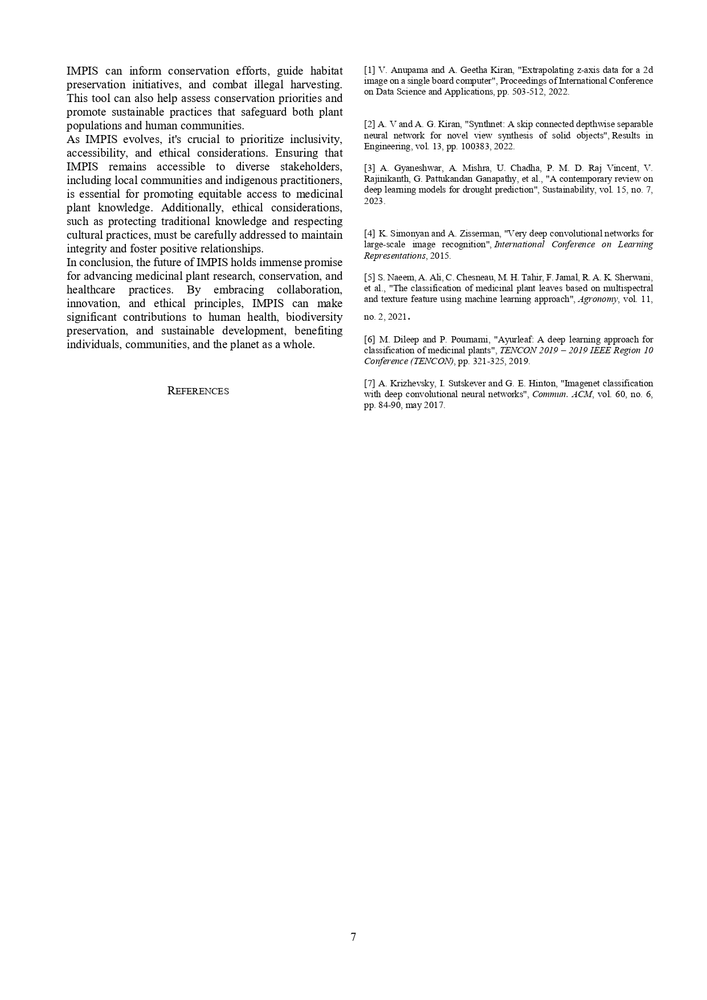 IMPIS can inform conservation efforts, guide habitat
preservation initiatives, and combat illegal harvesting.
This tool can also help assess conservation priorities and
promote sustainable practices that safeguard both plant
populations and human communities.
As IMPIS evolves, it's crucial to prioritize inclusivity,
accessibility, and ethical considerations. Ensuring that
IMPIS remains accessible to diverse stakeholders,
including local communities and indigenous practitioners,
is essential for promoting equitable access to medicinal
plant knowledge. Additionally, ethical considerations,
such as protecting traditional knowledge and respecting
cultural practices, must be carefully addressed to maintain
integrity and foster positive relationships.
In conclusion, the future of IMPIS holds immense promise
for advancing medicinal plant research, conservation, and
healthcare practices. By embracing collaboration,
innovation, and ethical principles, IMPIS can make
significant contributions to human health, biodiversity
preservation, and sustainable development, benefiting
individuals, communities, and the planet as a whole.
REFERENCES
[1] V. Anupama and A. Geetha Kiran, "Extrapolating z-axis data for a 2d
image on a single board computer", Proceedings of International Conference
on Data Science and Applications, pp. 503-512, 2022.
[2] A. V and A. G. Kiran, "Synthnet: A skip connected depthwise separable
neural network for novel view synthesis of solid objects", Results in
Engineering, vol. 13, pp. 100383, 2022.
[3] A. Gyaneshwar, A. Mishra, U. Chadha, P. M. D. Raj Vincent, V.
Rajinikanth, G. Pattukandan Ganapathy, et al., "A contemporary review on
deep learning models for drought prediction", Sustainability, vol. 15, no. 7,
2023.
[4] K. Simonyan and A. Zisserman, "Very deep convolutional networks for
large-scale image recognition", International Conference on Learning
Representations, 2015.
[5] S. Naeem, A. Ali, C. Chesneau, M. H. Tahir, F. Jamal, R. A. K. Sherwani,
et al., "The classification of medicinal plant leaves based on multispectral
and texture feature using machine learning approach", Agronomy, vol. 11,
no. 2, 2021.
[6] M. Dileep and P. Pournami, "Ayurleaf: A deep learning approach for
classification of medicinal plants", TENCON 2019 – 2019 IEEE Region 10
Conference (TENCON), pp. 321-325, 2019.
[7] A. Krizhevsky, I. Sutskever and G. E. Hinton, "Imagenet classification
with deep convolutional neural networks", Commun. ACM, vol. 60, no. 6,
pp. 84-90, may 2017.
7